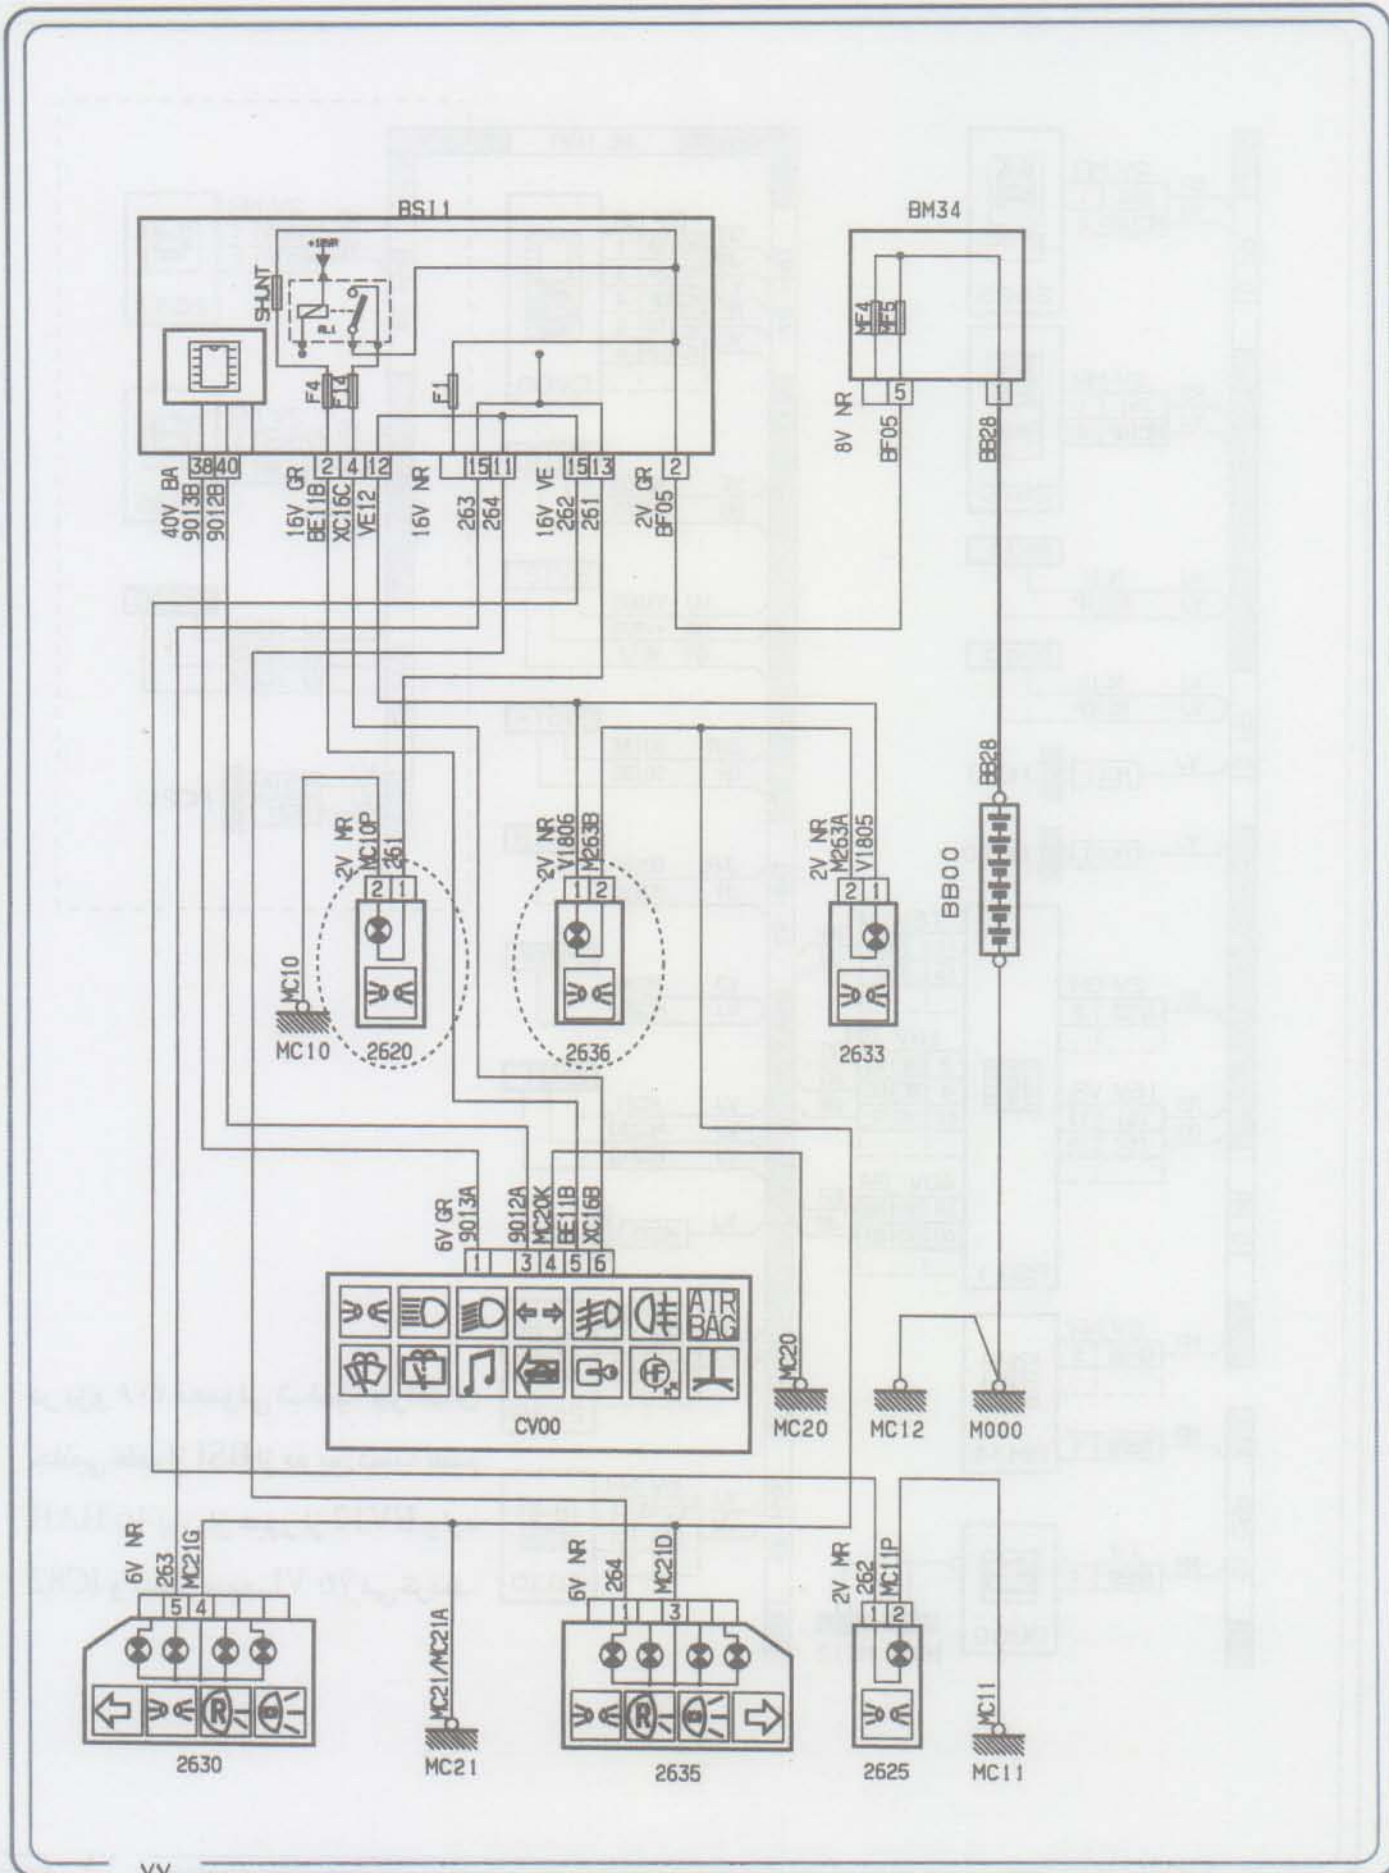 BSI1
BM34
+12VR
SHUNT
RL1
F4
F14
F1
MF4
MF5
38 40
2 4 12
15 11
15 13
2
5
40V BA
9013B
9012B
16V GR
BE11B
XC16C
VE12
16V NR
263
264
16V VE
262
261
2V GR
BF05
8V NR
BF05
BB28
BB28
BB00
2V MR
MC10P
261
2 1
2V NR
V1806
M263B
1 2
2V NR
M263A
V1805
2 1
MC10
MC10
2620
2636
2633
6V GR
9013A
9012A
MC20K
BE11B
XC16B
1 3 4 5 6
AIR
BAG
CV00
MC20
MC20
MC12
M000
6V NR
263
MC21G
5 4
R
2630
MC21/MC21A
MC21
6V NR
264
MC21D
1 3
R
2635
2V MR
262
MC11P
1 2
2625
MC11
MC11